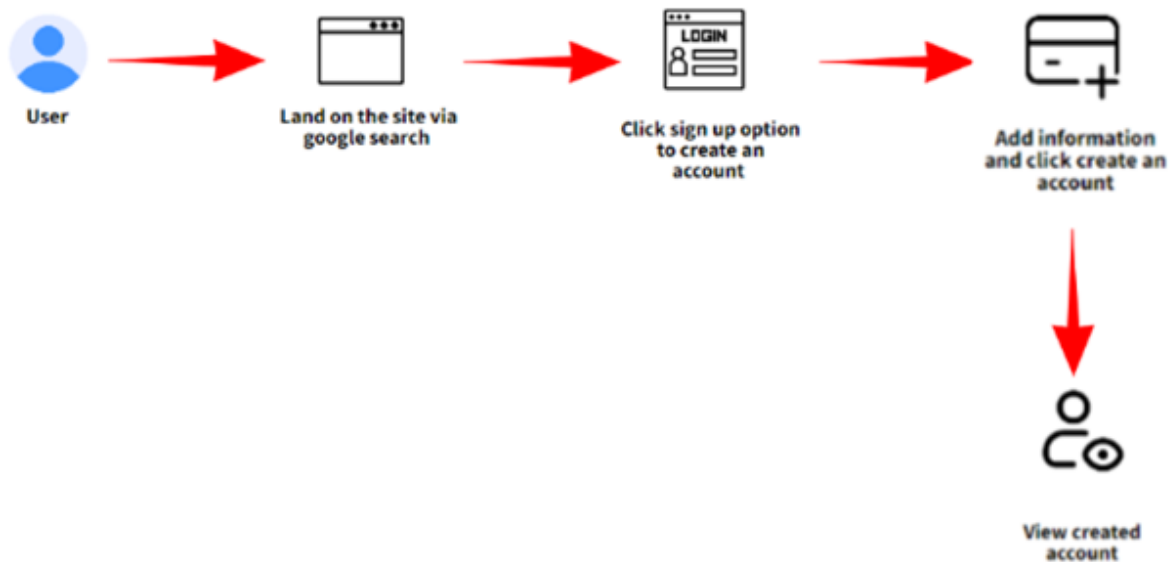 LOGIN
User
Land on the site via
google search
Click sign up option
to create an
account
Add information
and click create an
account
View created
account